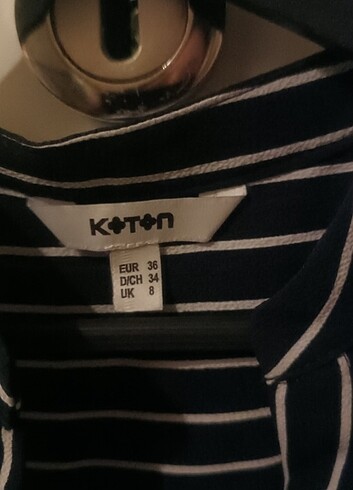 KOTON
EUR 36
D/CH 34
UK 8